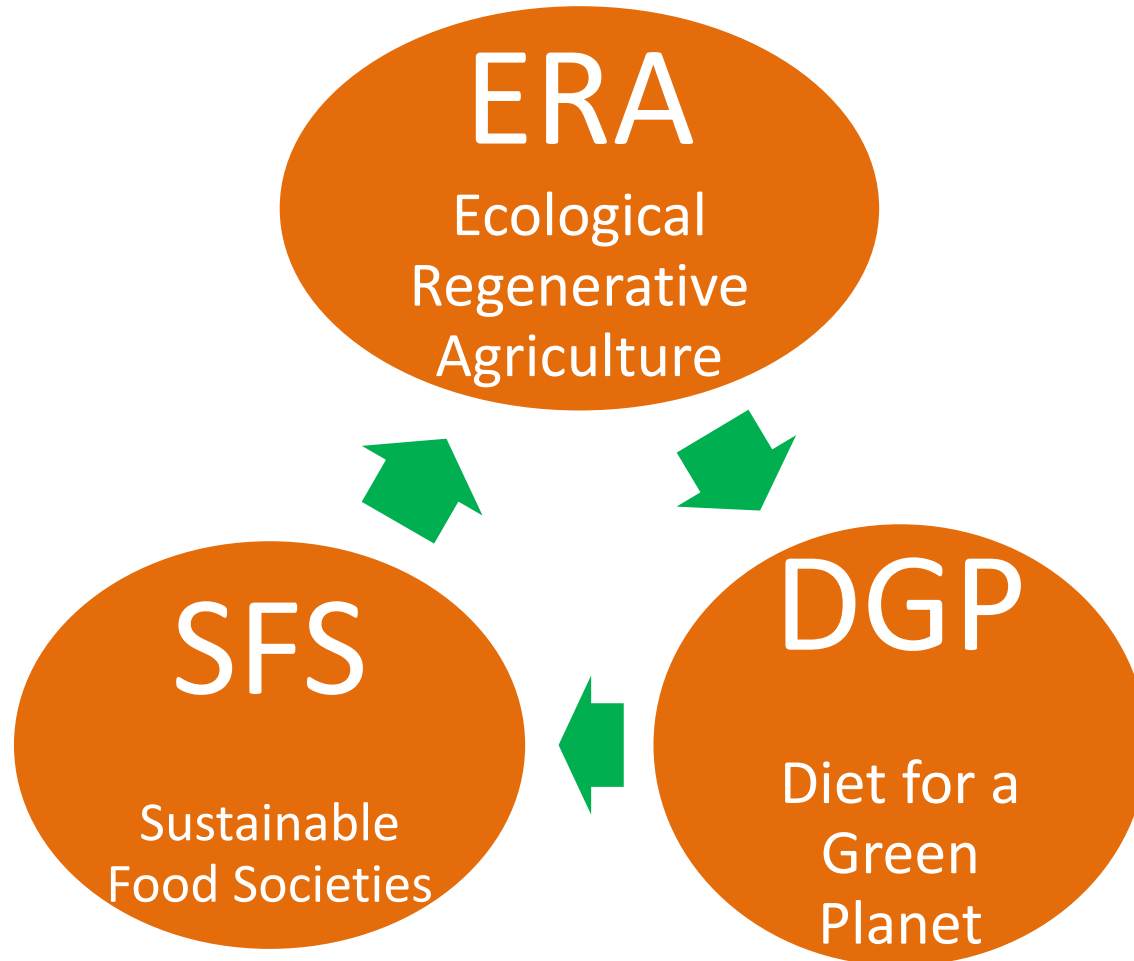 ERA
Ecological
Regenerative
Agriculture
SFS
Sustainable
Food Societies
DGP
Diet for a
Green
Planet